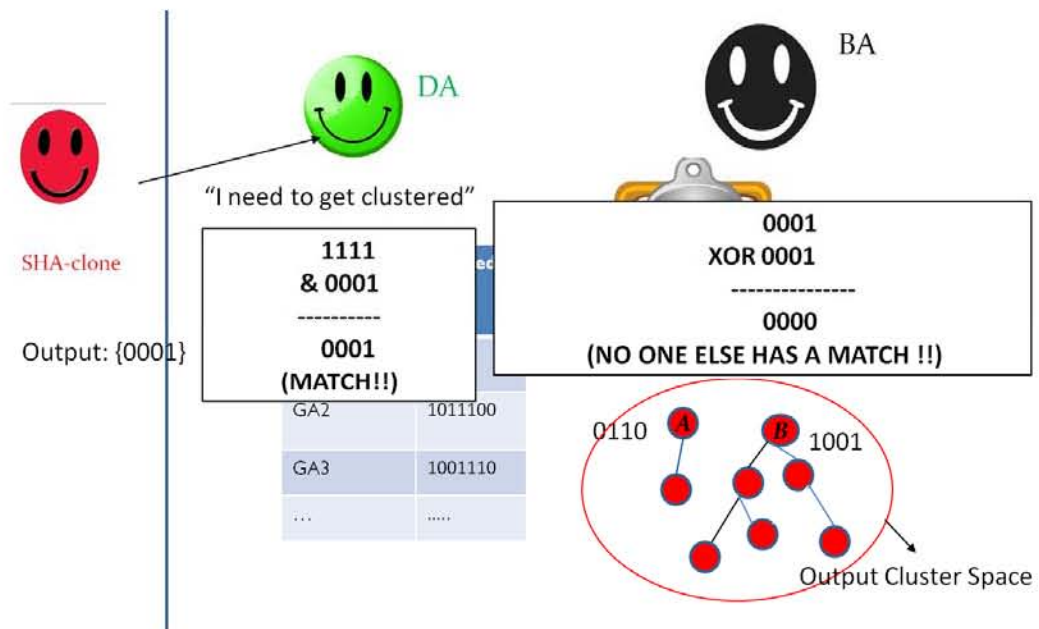 BA
DA
"I need to get clustered"
SHA-clone
Output: {0001}
1111
& 0001
----------
0001
(MATCH!!)
ed
0001
XOR 0001
---------------
0000
(NO ONE ELSE HAS A MATCH !!)
GA2 1011100
GA3 1001110
... .....
0110 A B 1001
Output Cluster Space